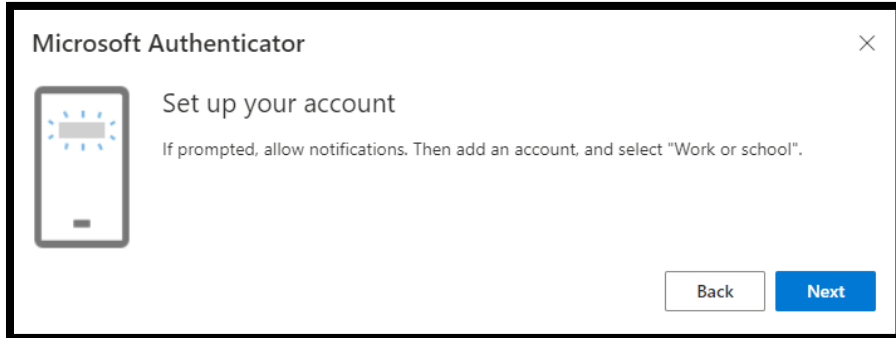 Microsoft Authenticator
Set up your account
If prompted, allow notifications. Then add an account, and select "Work or school".
Back
Next